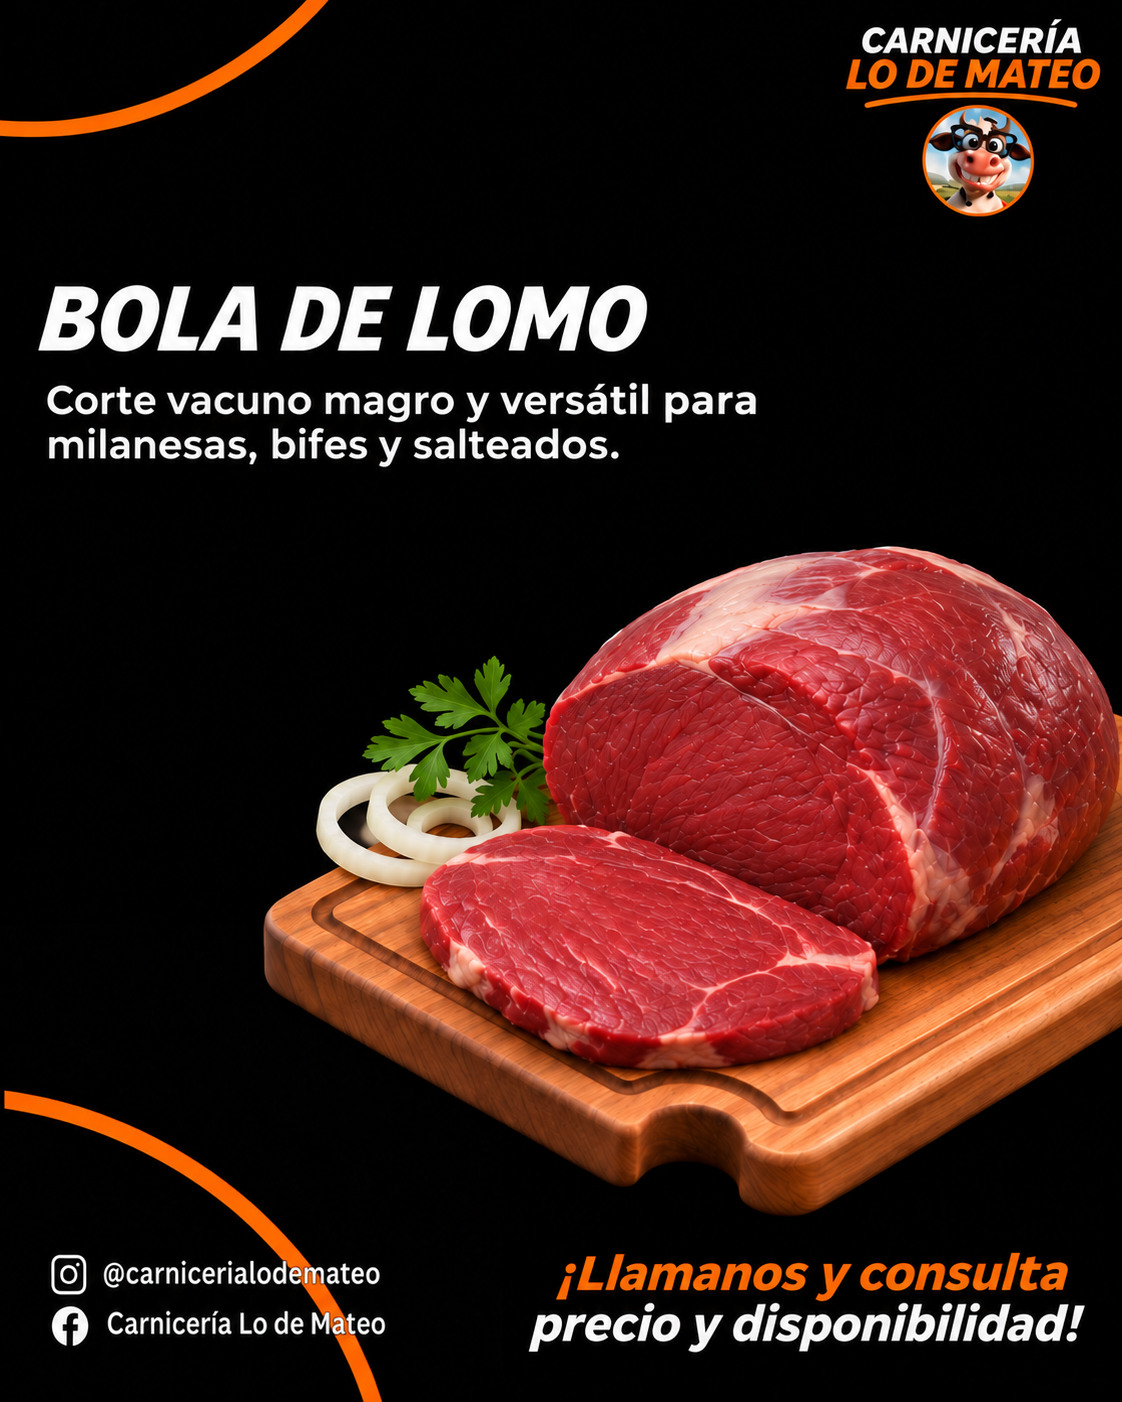 CARNICERÍA
LO DE MATEO
BOLA DE LOMO
Corte vacuno magro y versátil para
milanesas, bifes y salteados.
@carnicerialodemateo
Carnicería Lo de Mateo
¡Llamanos y consulta
precio y disponibilidad!